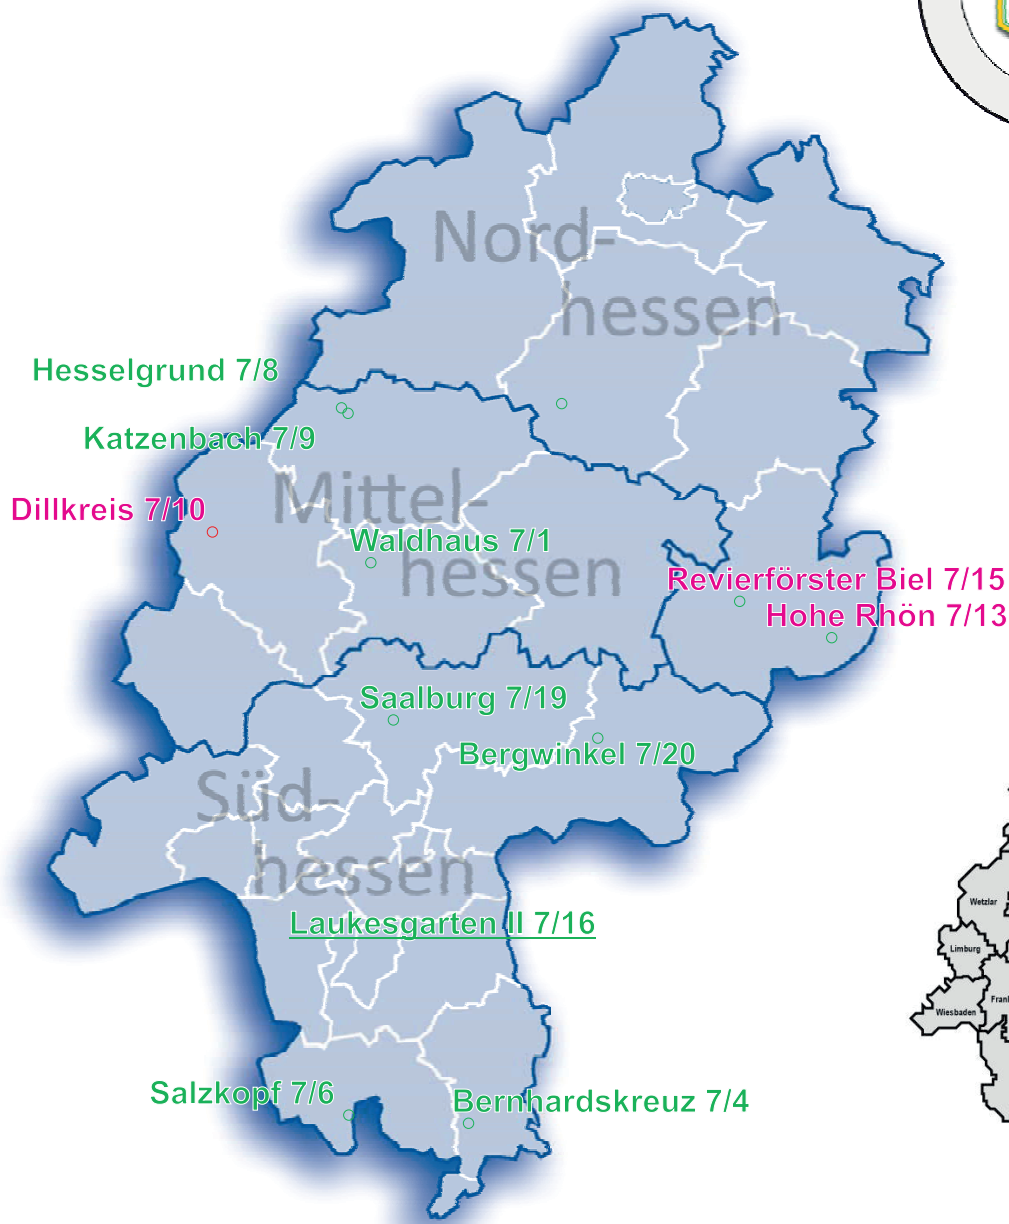 Nord-
hessen
Hesselgrund 7/8
Katzenbach 7/9
Mittel-
hessen
Dillkreis 7/10
Waldhaus 7/1
Revierförster Biel 7/15
Hohe Rhön 7/13
Saalburg 7/19
Bergwinkel 7/20
Süd-
hessen
Wetzlar
Laukesgarten II 7/16
Limburg
Wiesbaden
Salzkopf 7/6
Bernhardskreuz 7/4